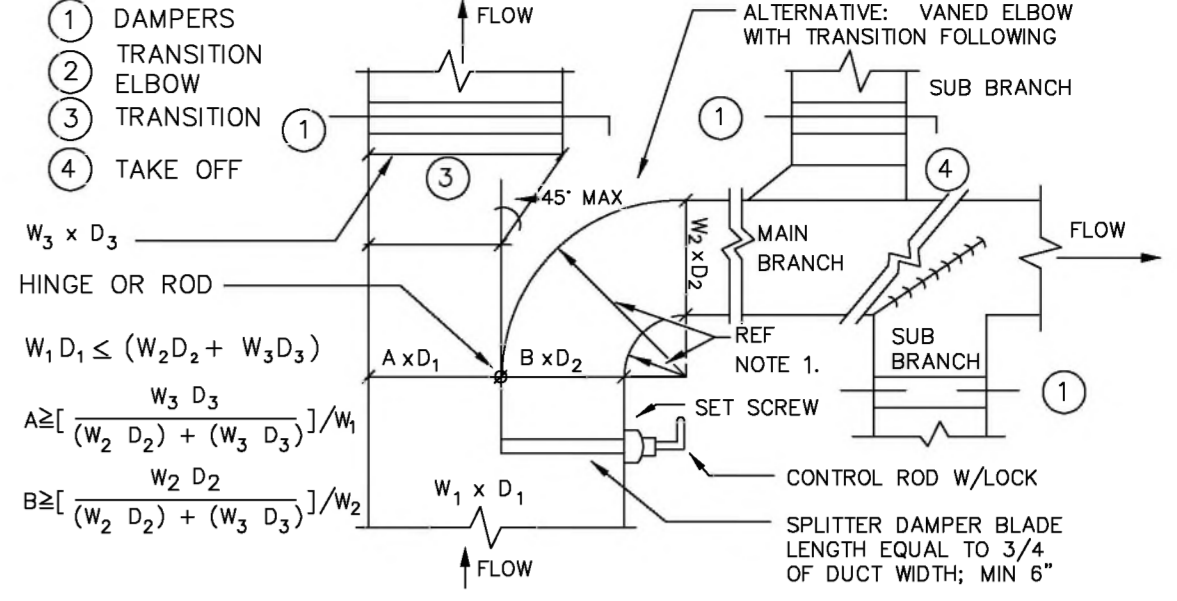 ① DAMPERS
② TRANSITION
ELBOW
③ TRANSITION
④ TAKE OFF
FLOW
ALTERNATIVE: VANED ELBOW
WITH TRANSITION FOLLOWING
SUB BRANCH
①
①
③
④
45° MAX
W₃ x D₃
HINGE OR ROD
W₂xD₂
MAIN
BRANCH
FLOW
W₁ D₁ ≤ (W₂D₂ + W₃D₃)
A xD₁
B xD₂
REF
NOTE 1.
SUB
BRANCH
①
A≧[ W₃ D₃ / (W₂ D₂) + (W₃ D₃) ]/W₁
B≧[ W₂ D₂ / (W₂ D₂) + (W₃ D₃) ]/W₂
SET SCREW
CONTROL ROD W/LOCK
W₁ x D₁
SPLITTER DAMPER BLADE
LENGTH EQUAL TO 3/4
OF DUCT WIDTH; MIN 6"
FLOW